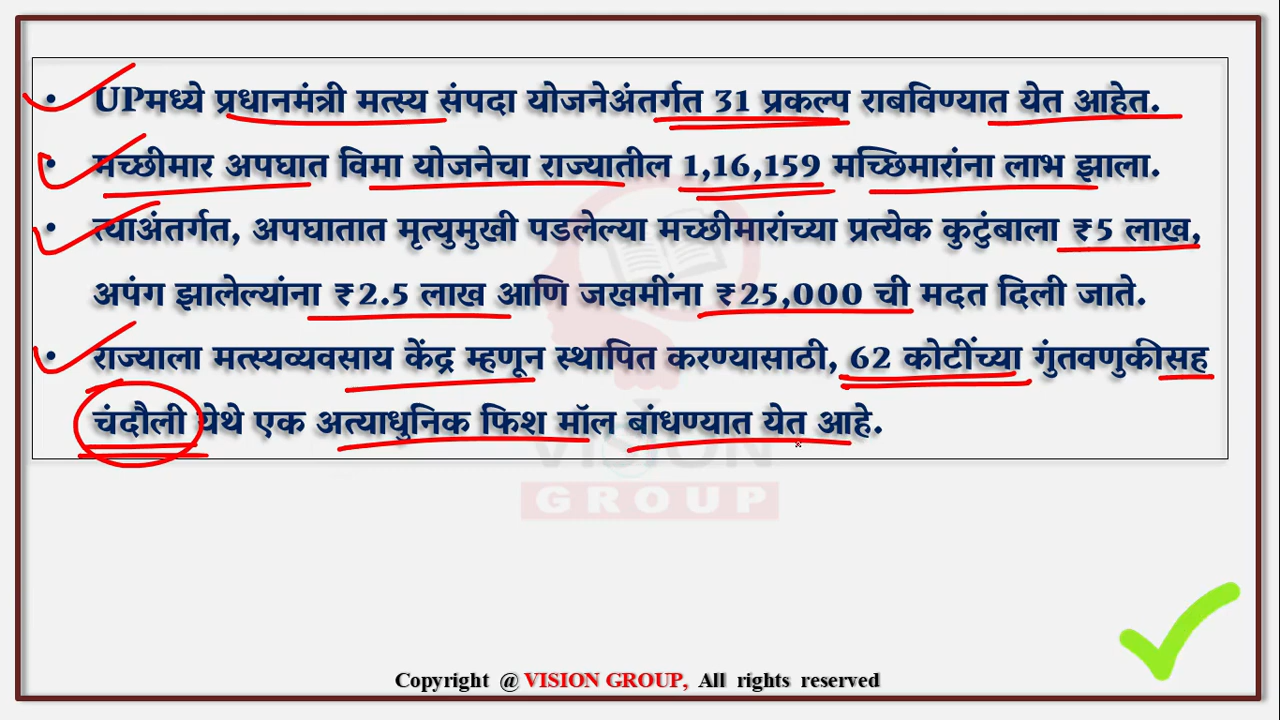 • UPमध्ये प्रधानमंत्री मत्स्य संपदा योजनेअंतर्गत 31 प्रकल्प राबविण्यात येत आहेत.
• मच्छीमार अपघात विमा योजनेचा राज्यातील 1,16,159 मच्छिमारांना लाभ झाला.
• त्याअंतर्गत, अपघातात मृत्युमुखी पडलेल्या मच्छीमारांच्या प्रत्येक कुटुंबाला ₹5 लाख,
अपंग झालेल्यांना ₹2.5 लाख आणि जखमींना ₹25,000 ची मदत दिली जाते.
• राज्याला मत्स्यव्यवसाय केंद्र म्हणून स्थापित करण्यासाठी, 62 कोटींच्या गुंतवणुकीसह
चंदौली येथे एक अत्याधुनिक फिश मॉल बांधण्यात येत आहे.
VISION
GROUP
Copyright @ VISION GROUP, All rights reserved